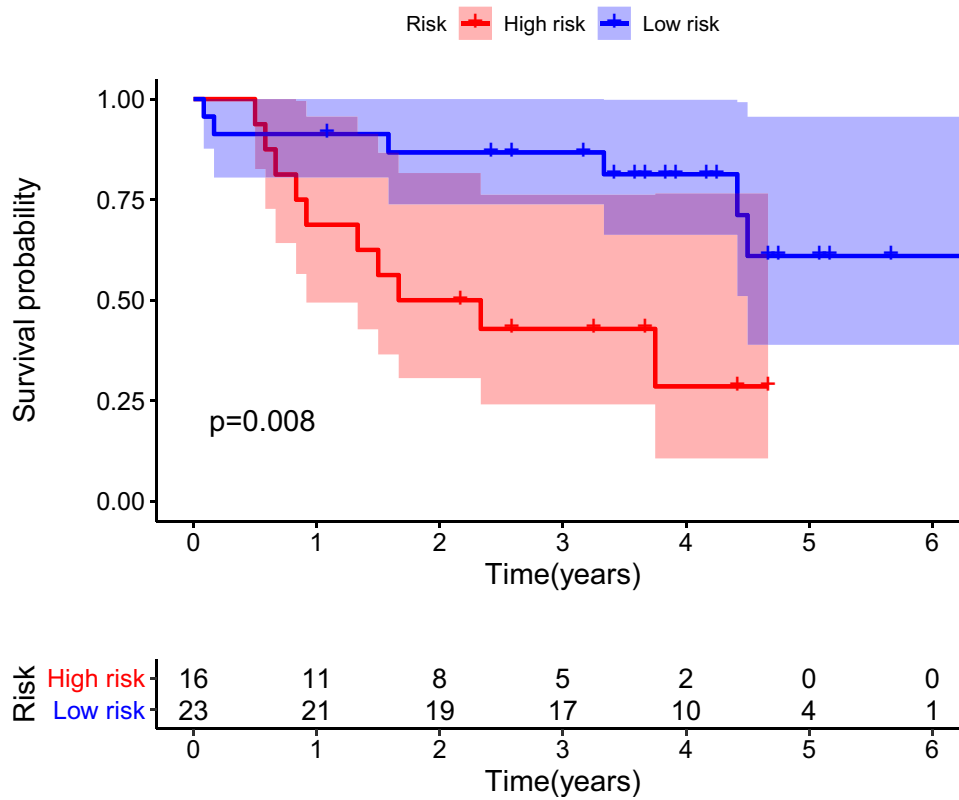 Risk High risk Low risk
1.00
0.75
0.50
0.25
0.00
Survival probability
p=0.008
0 1 2 3 4 5 6
Time(years)
Risk
High risk 16 11 8 5 2 0 0
Low risk 23 21 19 17 10 4 1
0 1 2 3 4 5 6
Time(years)